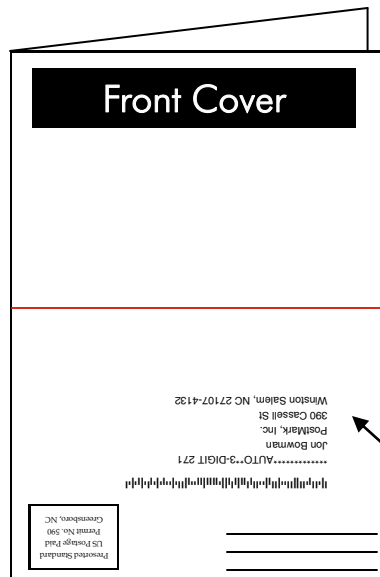 Front Cover
Presorted Standard
US Postage Paid
Permit No. 590
Greensboro, NC
*************AUTO**3-DIGIT 271
Jon Bowman
PostMark, Inc.
390 Cassell St
Winston Salem, NC 27107-4132